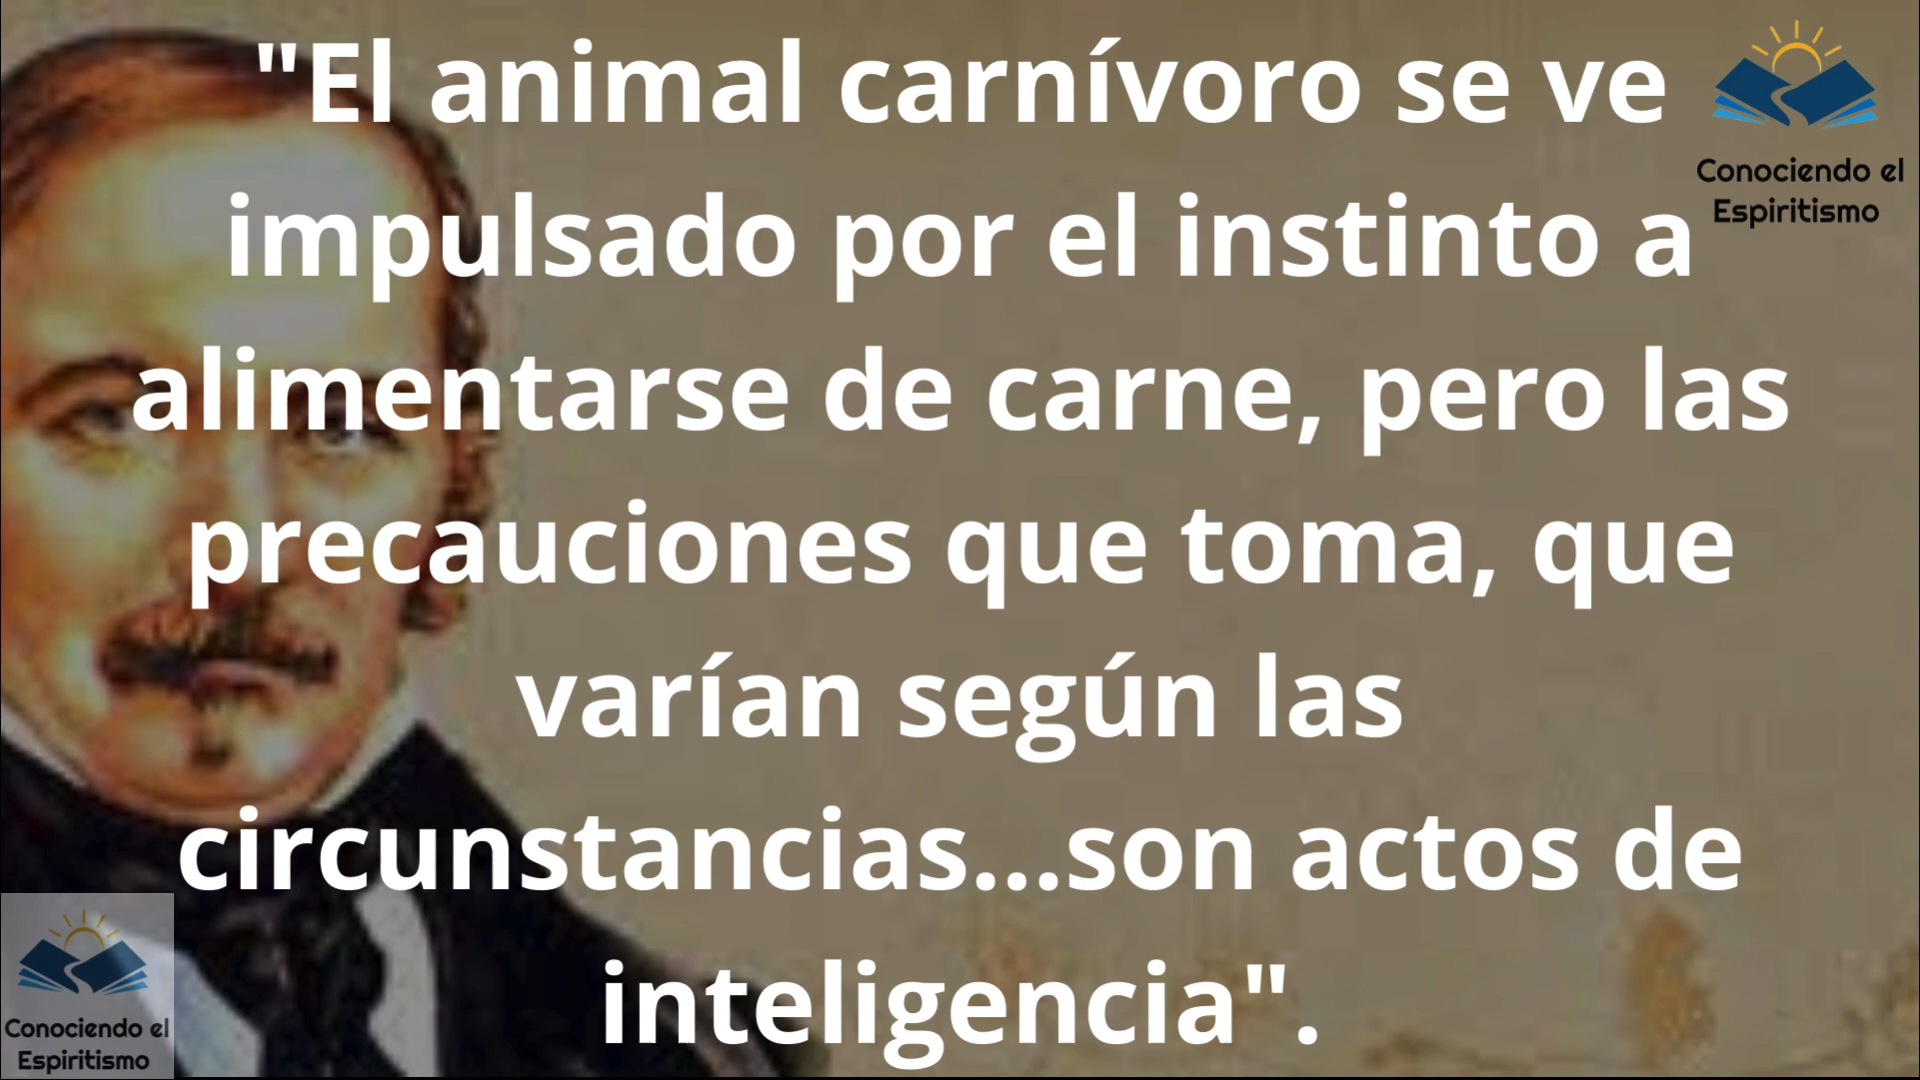 "El animal carnívoro se ve
impulsado por el instinto a
alimentarse de carne, pero las
precauciones que toma, que
varían según las
circunstancias...son actos de
inteligencia".
Conociendo el
Espiritismo
Conociendo el
Espiritismo